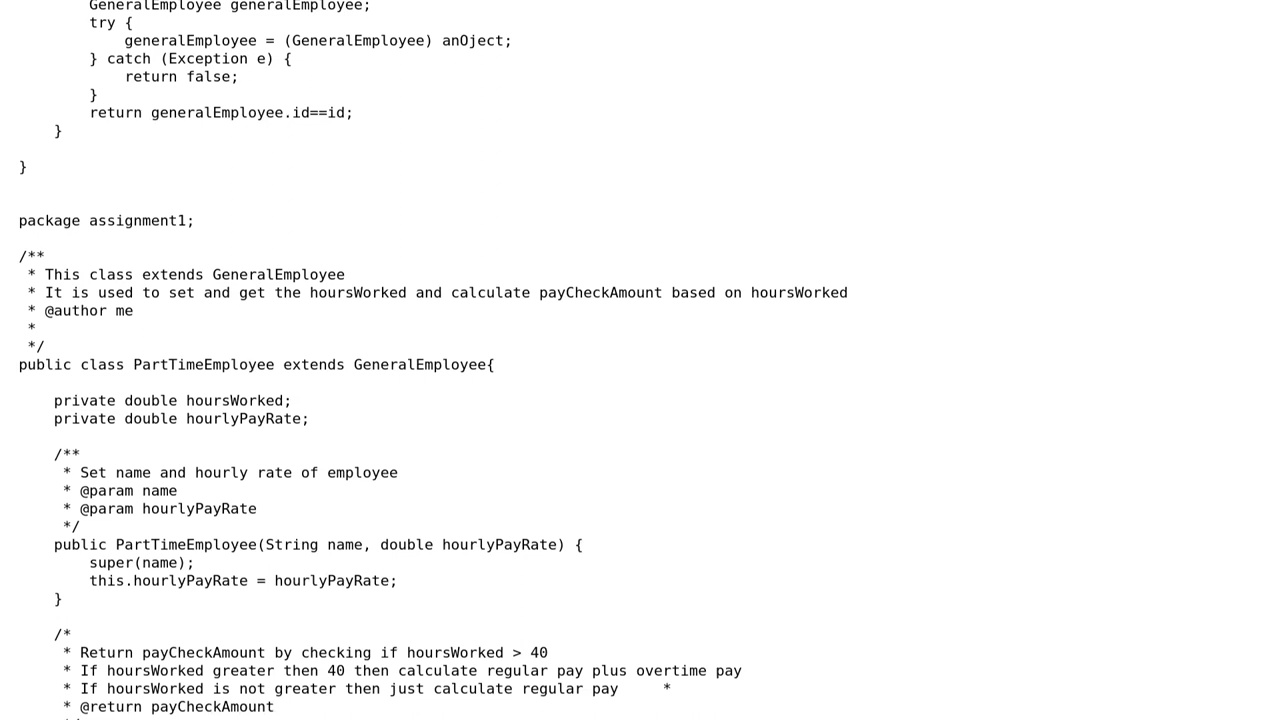 GeneralEmployee generalEmployee;
try {
generalEmployee = (GeneralEmployee) anOject;
} catch (Exception e) {
return false;
}
return generalEmployee.id==id;
}
}
package assignment1;
/**
* This class extends GeneralEmployee
* It is used to set and get the hoursWorked and calculate payCheckAmount based on hoursWorked
* @author me
*
*/
public class PartTimeEmployee extends GeneralEmployee{
private double hoursWorked;
private double hourlyPayRate;
/**
* Set name and hourly rate of employee
* @param name
* @param hourlyPayRate
*/
public PartTimeEmployee(String name, double hourlyPayRate) {
super(name);
this.hourlyPayRate = hourlyPayRate;
}
/*
* Return payCheckAmount by checking if hoursWorked > 40
* If hoursWorked greater then 40 then calculate regular pay plus overtime pay
* If hoursWorked is not greater then just calculate regular pay     *
* @return payCheckAmount